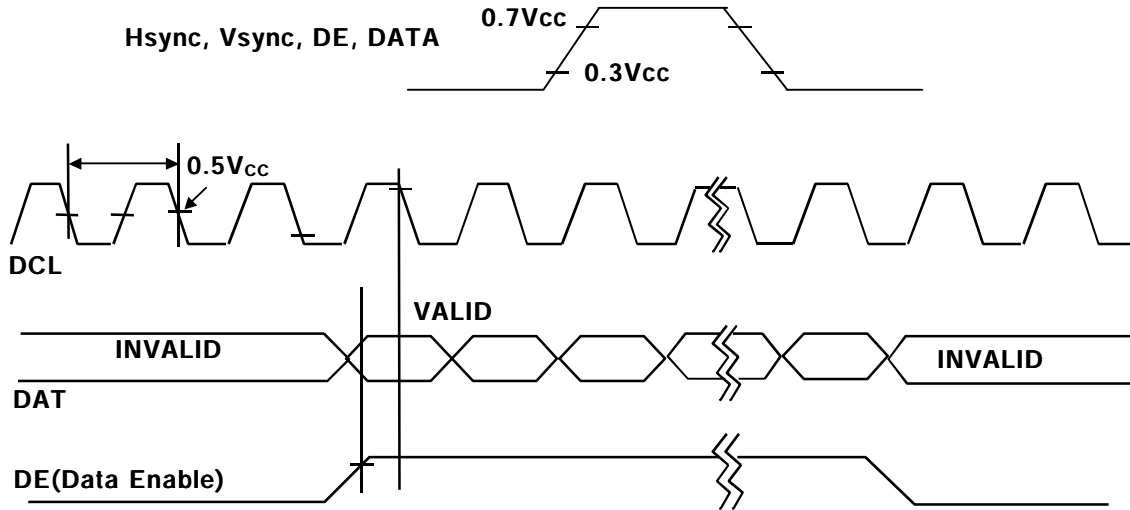 0.7Vcc
Hsync, Vsync, DE, DATA
0.3Vcc
0.5Vcc
DCL
VALID
INVALID
INVALID
DAT
DE(Data Enable)